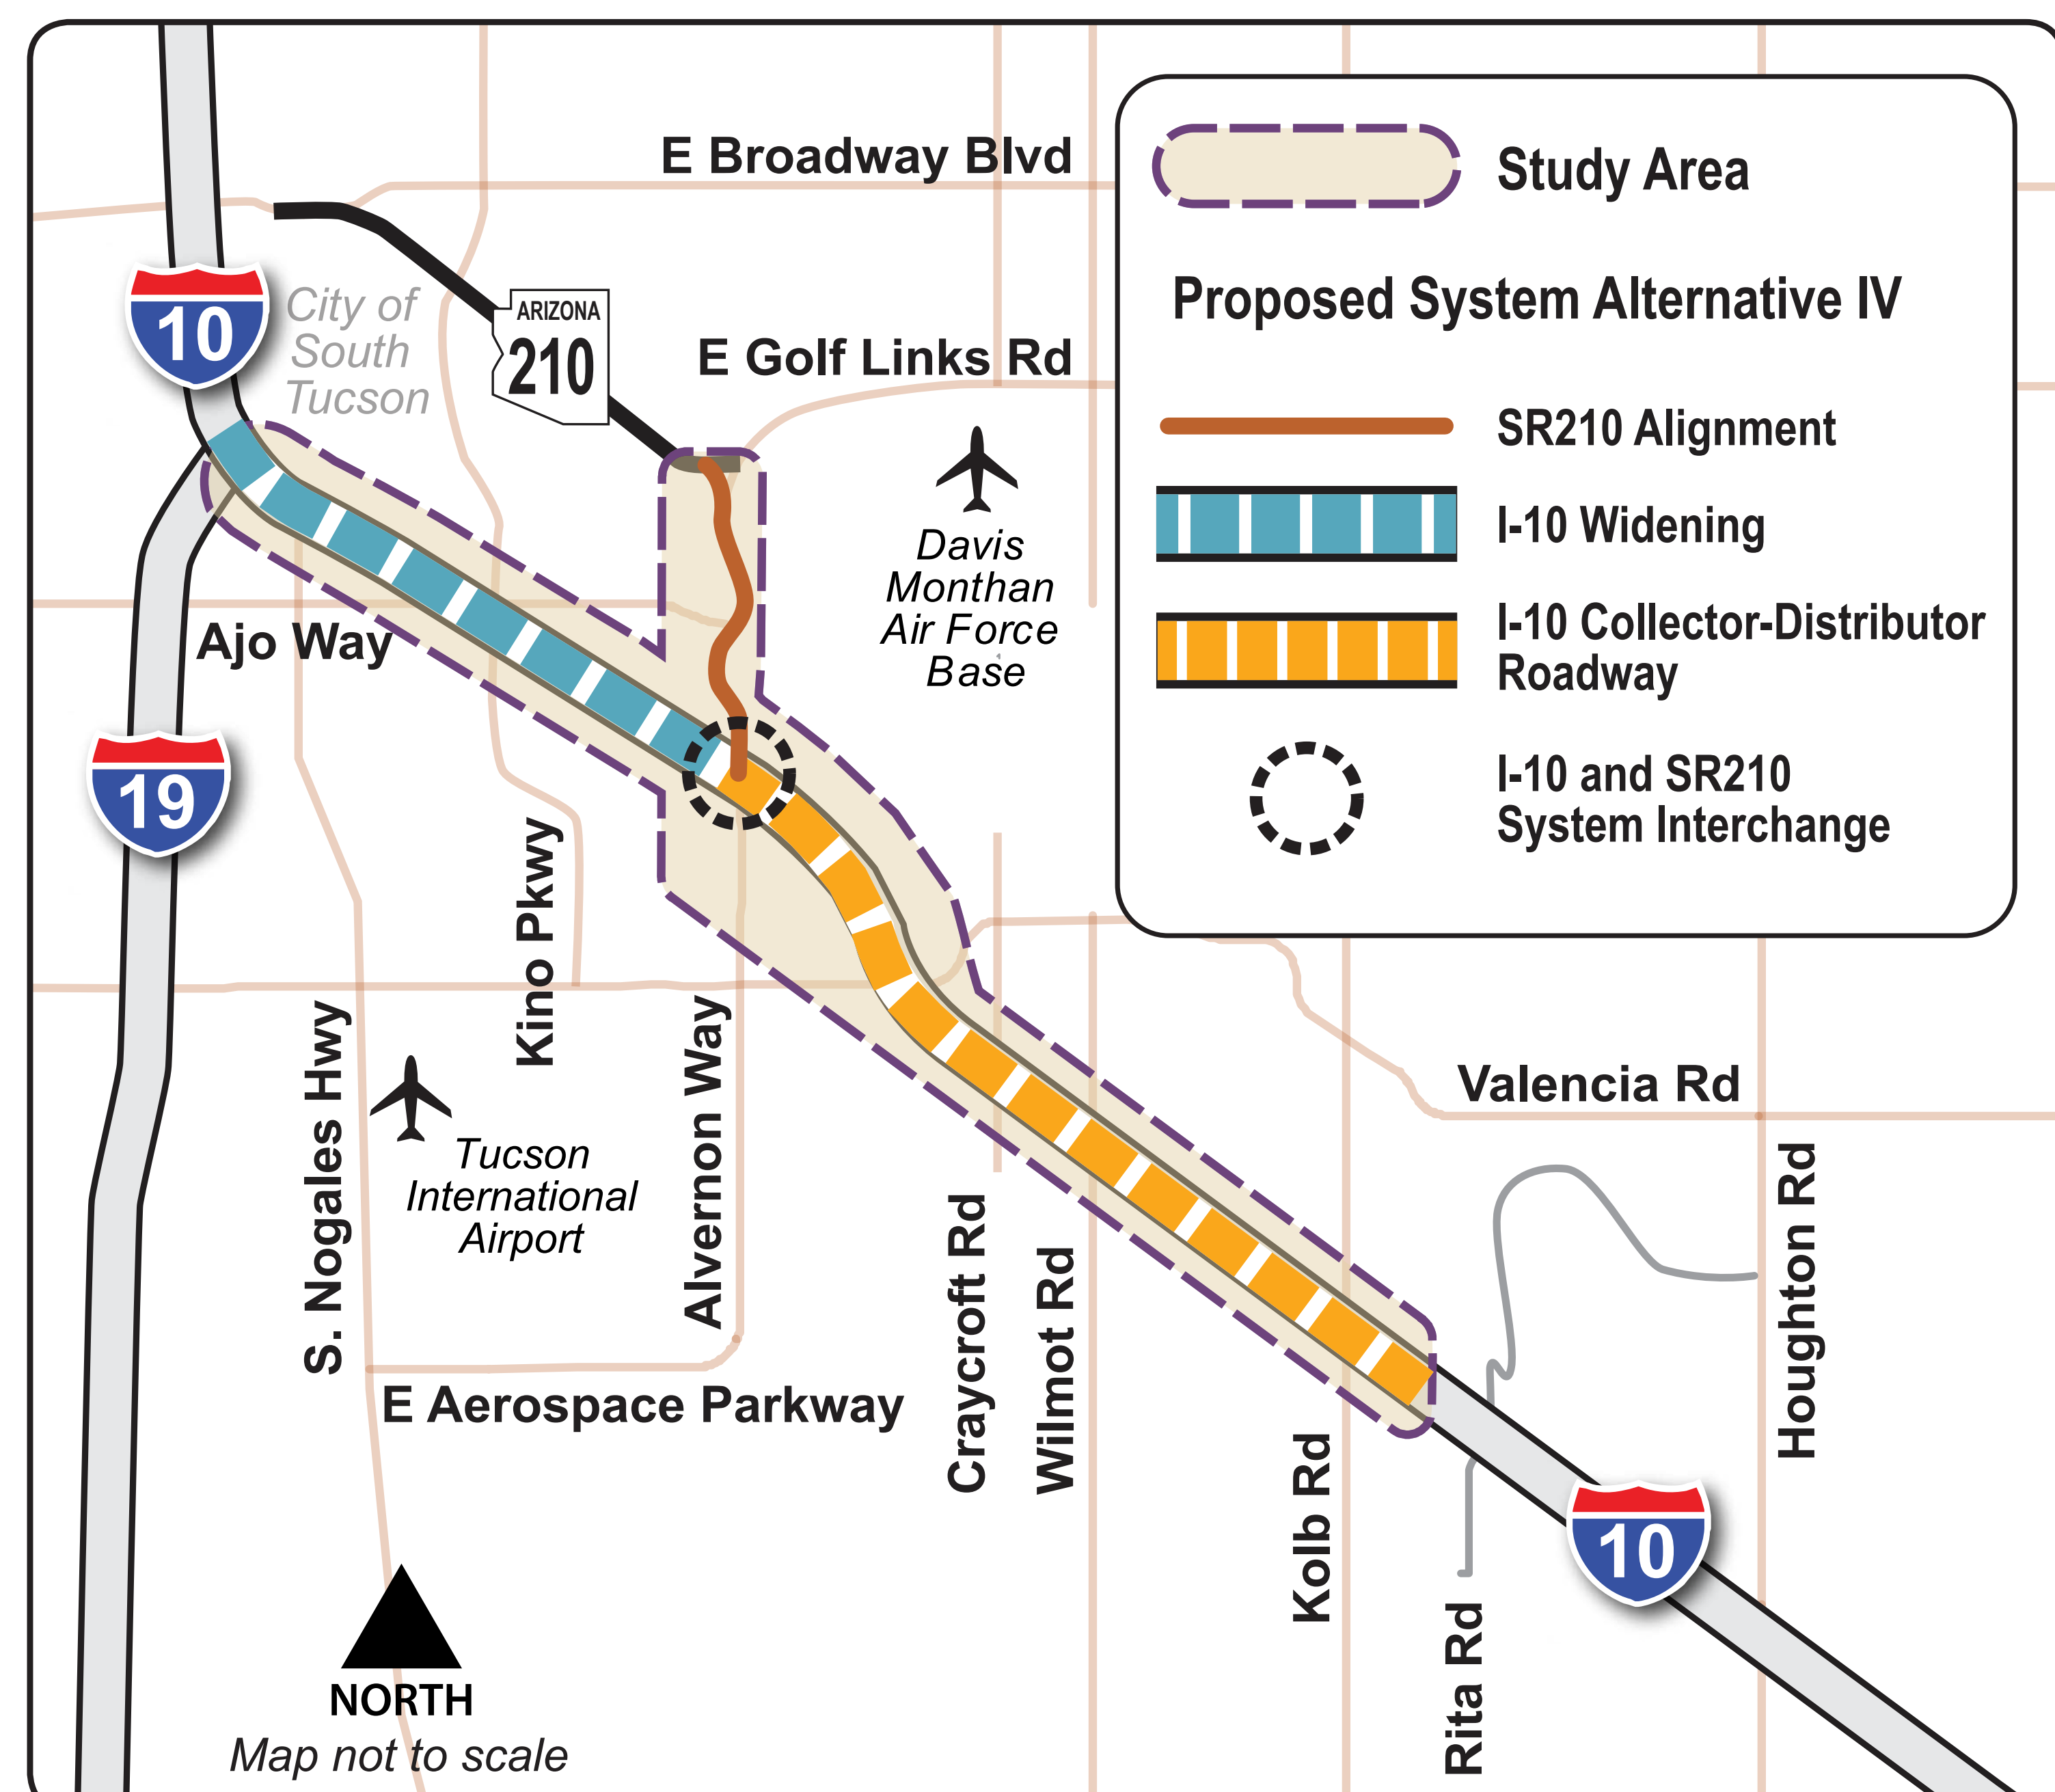 E Broadway Blvd
Study Area
Proposed System Alternative IV
10
City of
South
Tucson
ARIZONA
210
E Golf Links Rd
SR210 Alignment
I-10 Widening
Davis
Monthan
Air Force
Base
I-10 Collector-Distributor
Roadway
Ajo Way
19
I-10 and SR210
System Interchange
Kino Pkwy
S. Nogales Hwy
Alvernon Way
Valencia Rd
Tucson
International
Airport
Craycroft Rd
Wilmot Rd
Houghton Rd
E Aerospace Parkway
Kolb Rd
10
Rita Rd
NORTH
Map not to scale